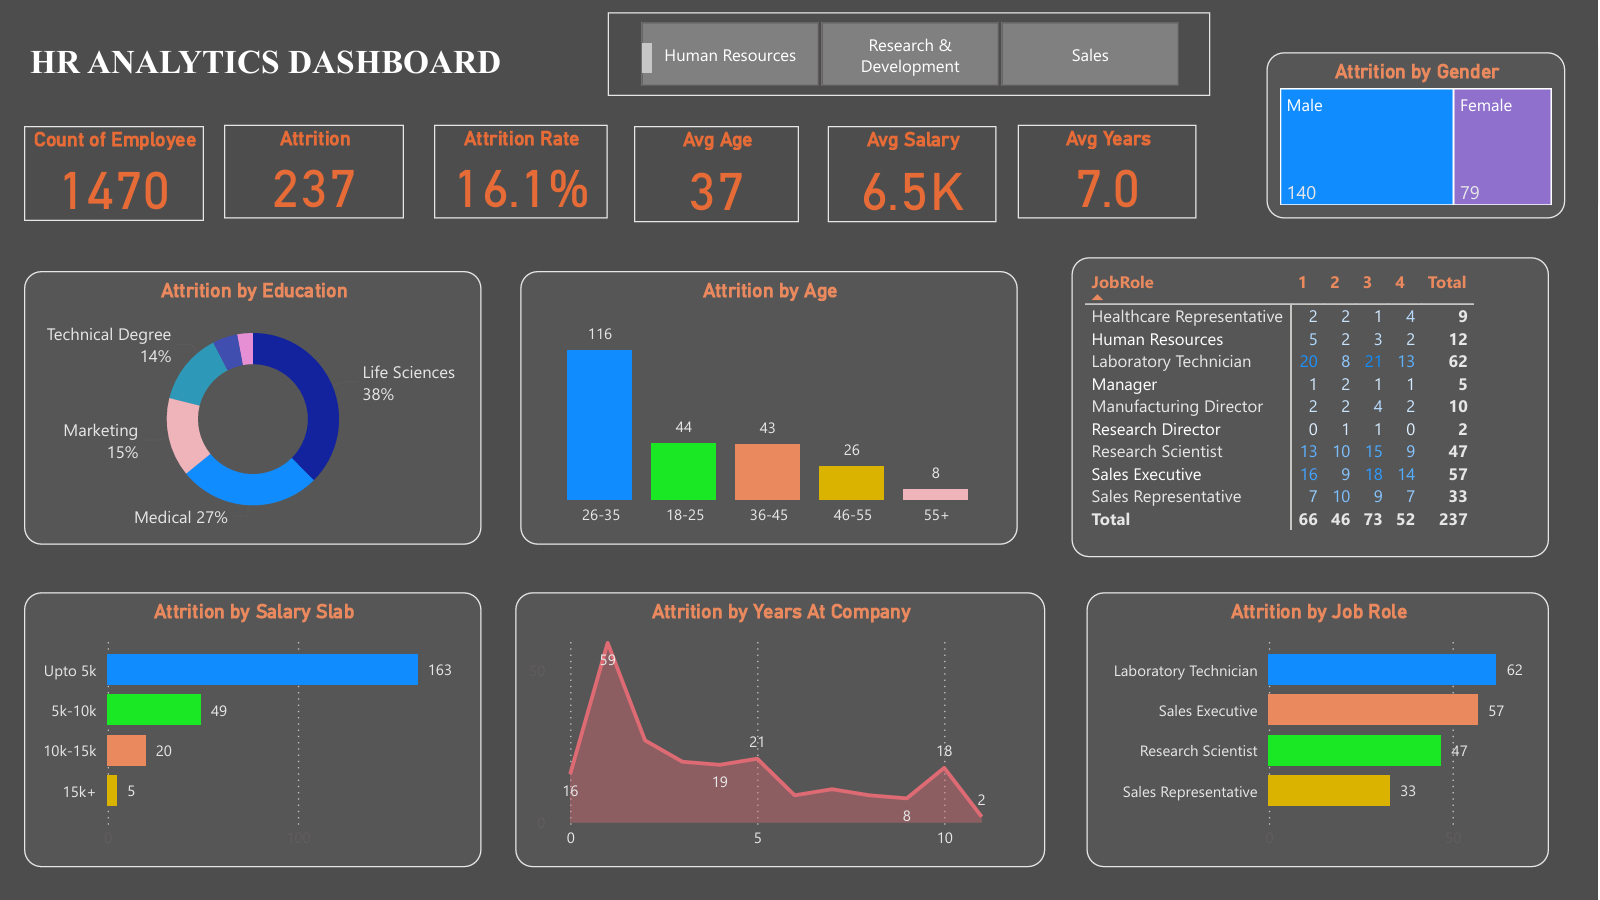 HR ANALYTICS DASHBOARD
Human Resources
Research &
Development
Sales
Attrition by Gender
Male
Female
140
79
Count of Employee
1470
Attrition
237
Attrition Rate
16.1%
Avg Age
37
Avg Salary
6.5K
Avg Years
7.0
Attrition by Education
Technical Degree
14%
Life Sciences
38%
Marketing
15%
Medical 27%
Attrition by Age
116
44
43
26
8
26-35
18-25
36-45
46-55
55+
JobRole 1 2 3 4 Total
Healthcare Representative 2 2 1 4 9
Human Resources 5 2 3 2 12
Laboratory Technician 20 8 21 13 62
Manager 1 2 1 1 5
Manufacturing Director 2 2 4 2 10
Research Director 0 1 1 0 2
Research Scientist 13 10 15 9 47
Sales Executive 16 9 18 14 57
Sales Representative 7 10 9 7 33
Total 66 46 73 52 237
Attrition by Salary Slab
Upto 5k 163
5k-10k 49
10k-15k 20
15k+ 5
0 100
Attrition by Years At Company
50
0
59
16
19
21
8
18
2
0 5 10
Attrition by Job Role
Laboratory Technician 62
Sales Executive 57
Research Scientist 47
Sales Representative 33
0 50